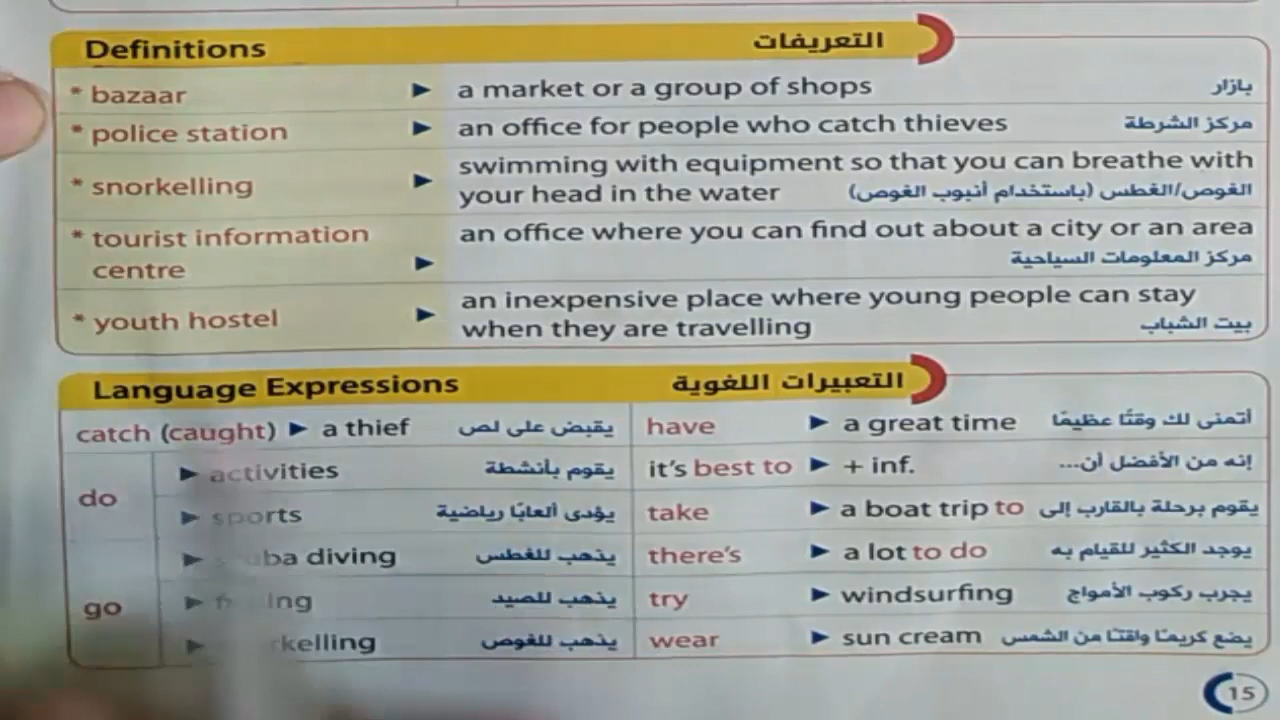 Definitions التعريفات
* bazaar ► a market or a group of shops بازار
* police station ► an office for people who catch thieves مركز الشرطة
* snorkelling ► swimming with equipment so that you can breathe with
your head in the water الغوص/الغطس (باستخدام أنبوب الغوص)
* tourist information
centre ► an office where you can find out about a city or an area
مركز المعلومات السياحية
* youth hostel ► an inexpensive place where young people can stay
when they are travelling بيت الشباب
Language Expressions التعبيرات اللغوية
catch (caught) ► a thief يقبض على لص
do ► activities يقوم بأنشطة
► sports يؤدى ألعابًا رياضية
go ► diving يذهب للغطس
► يذهب للصيد
► يذهب للغوص
have ► a great time أتمنى لك وقتًا عظيمًا
it's best to ► + inf. إنه من الأفضل أن...
take ► a boat trip to يقوم برحلة بالقارب إلى
there's ► a lot to do يوجد الكثير للقيام به
try ► windsurfing يجرب ركوب الأمواج
wear ► sun cream يضع كريمًا واقيًا من الشمس
15